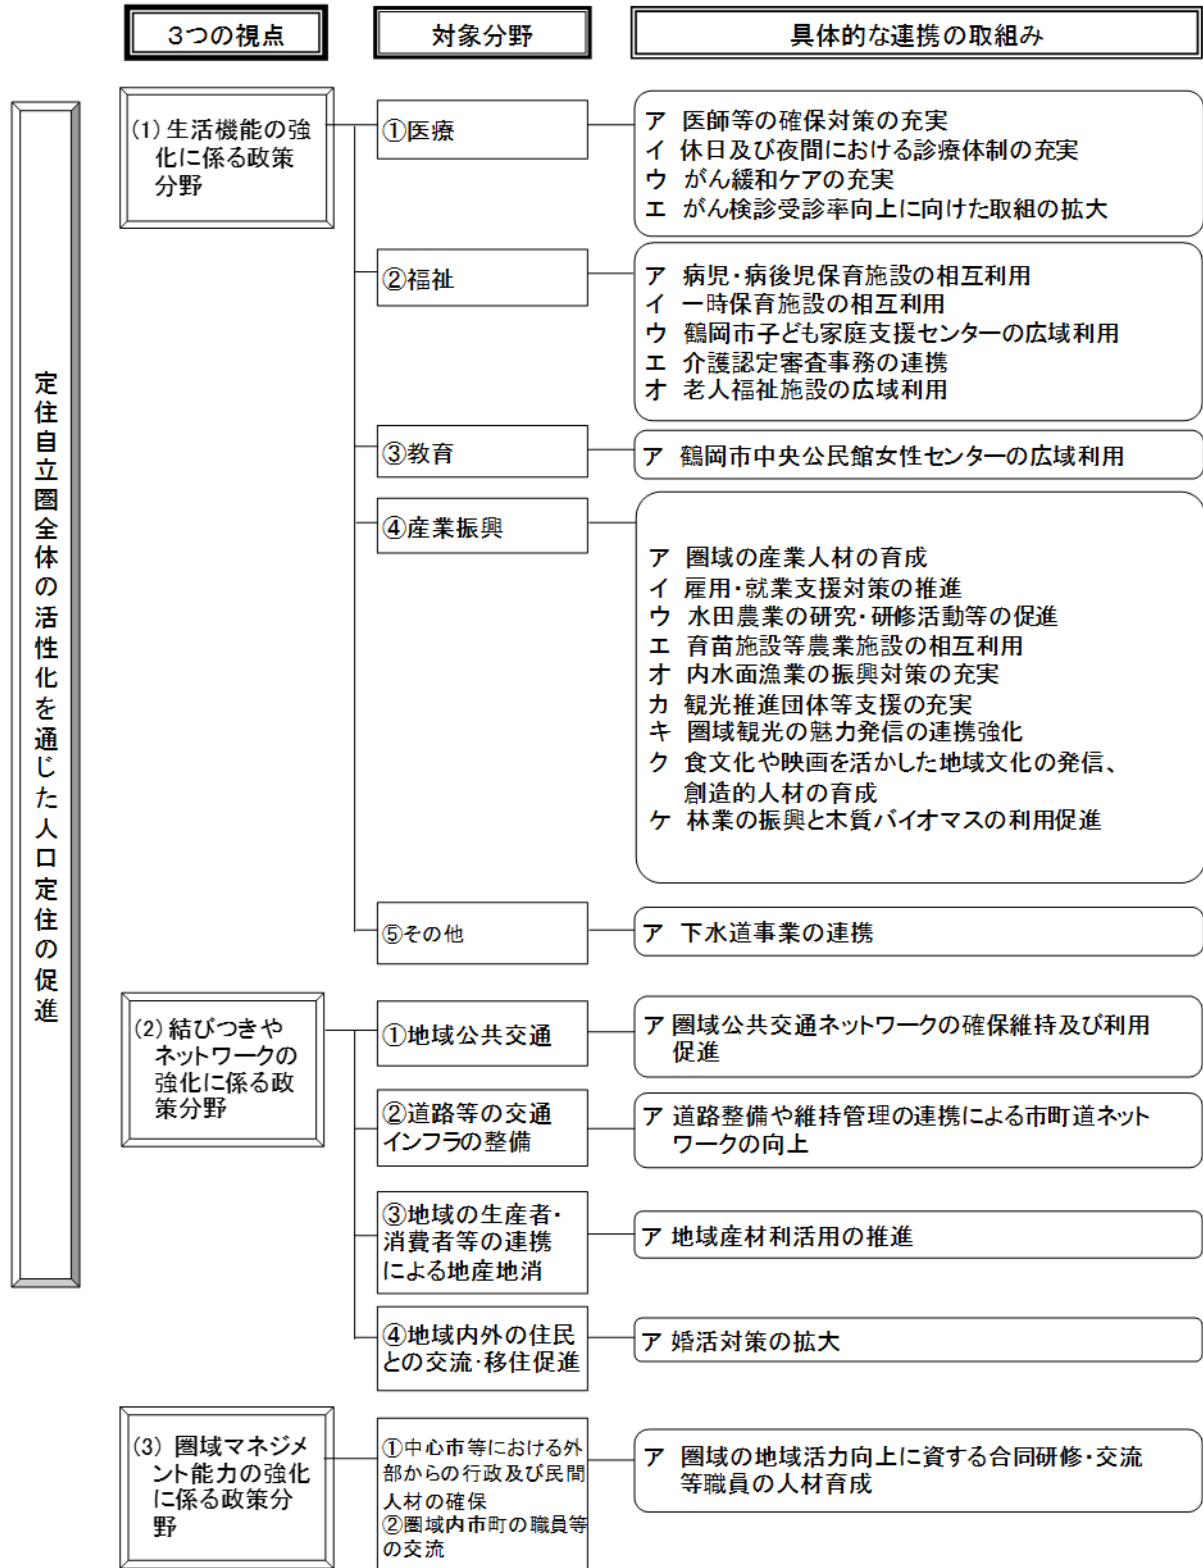 3つの視点
対象分野
具体的な連携の取組み
定住自立圏全体の活性化を通じた人口定住の促進
(1) 生活機能の強
化に係る政策
分野
①医療
ア 医師等の確保対策の充実
イ 休日及び夜間における診療体制の充実
ウ がん緩和ケアの充実
エ がん検診受診率向上に向けた取組の拡大
②福祉
ア 病児・病後児保育施設の相互利用
イ 一時保育施設の相互利用
ウ 鶴岡市子ども家庭支援センターの広域利用
エ 介護認定審査事務の連携
オ 老人福祉施設の広域利用
③教育
ア 鶴岡市中央公民館女性センターの広域利用
④産業振興
ア 圏域の産業人材の育成
イ 雇用・就業支援対策の推進
ウ 水田農業の研究・研修活動等の促進
エ 育苗施設等農業施設の相互利用
オ 内水面漁業の振興対策の充実
カ 観光推進団体等支援の充実
キ 圏域観光の魅力発信の連携強化
ク 食文化や映画を活かした地域文化の発信、
創造的人材の育成
ケ 林業の振興と木質バイオマスの利用促進
⑤その他
ア 下水道事業の連携
(2) 結びつきや
ネットワークの
強化に係る政
策分野
①地域公共交通
ア 圏域公共交通ネットワークの確保維持及び利用
促進
②道路等の交通
インフラの整備
ア 道路整備や維持管理の連携による市町道ネット
ワークの向上
③地域の生産者・
消費者等の連携
による地産地消
ア 地域産材利活用の推進
④地域内外の住民
との交流・移住促進
ア 婚活対策の拡大
(3) 圏域マネジメ
ント能力の強化
に係る政策分
野
①中心市等における外
部からの行政及び民間
人材の確保
②圏域内市町の職員等
の交流
ア 圏域の地域活力向上に資する合同研修・交流
等職員の人材育成